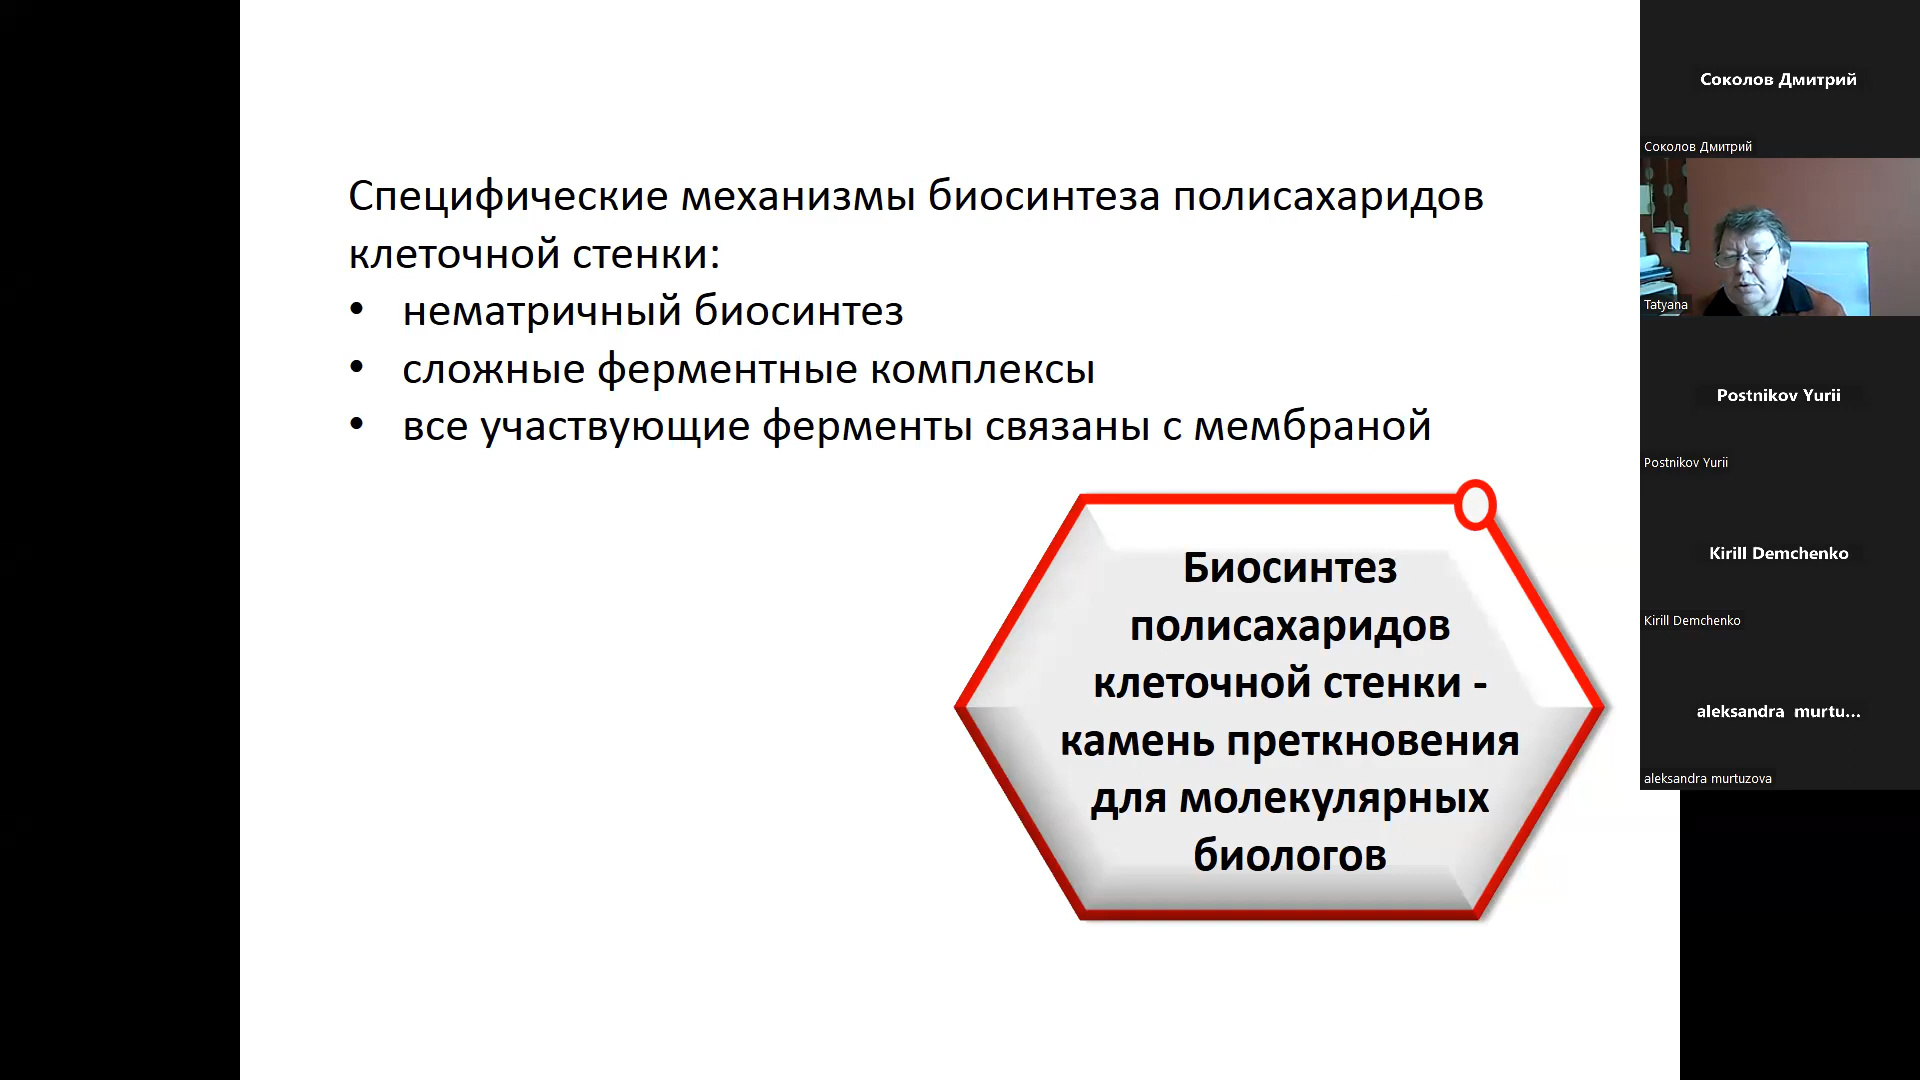 Специфические механизмы биосинтеза полисахаридов
клеточной стенки:
• нематричный биосинтез
• сложные ферментные комплексы
• все участвующие ферменты связаны с мембраной
Биосинтез
полисахаридов
клеточной стенки -
камень преткновения
для молекулярных
биологов
Соколов Дмитрий
Соколов Дмитрий
Tatyana
Postnikov Yurii
Postnikov Yurii
Kirill Demchenko
Kirill Demchenko
aleksandra murtu...
aleksandra murtuzova